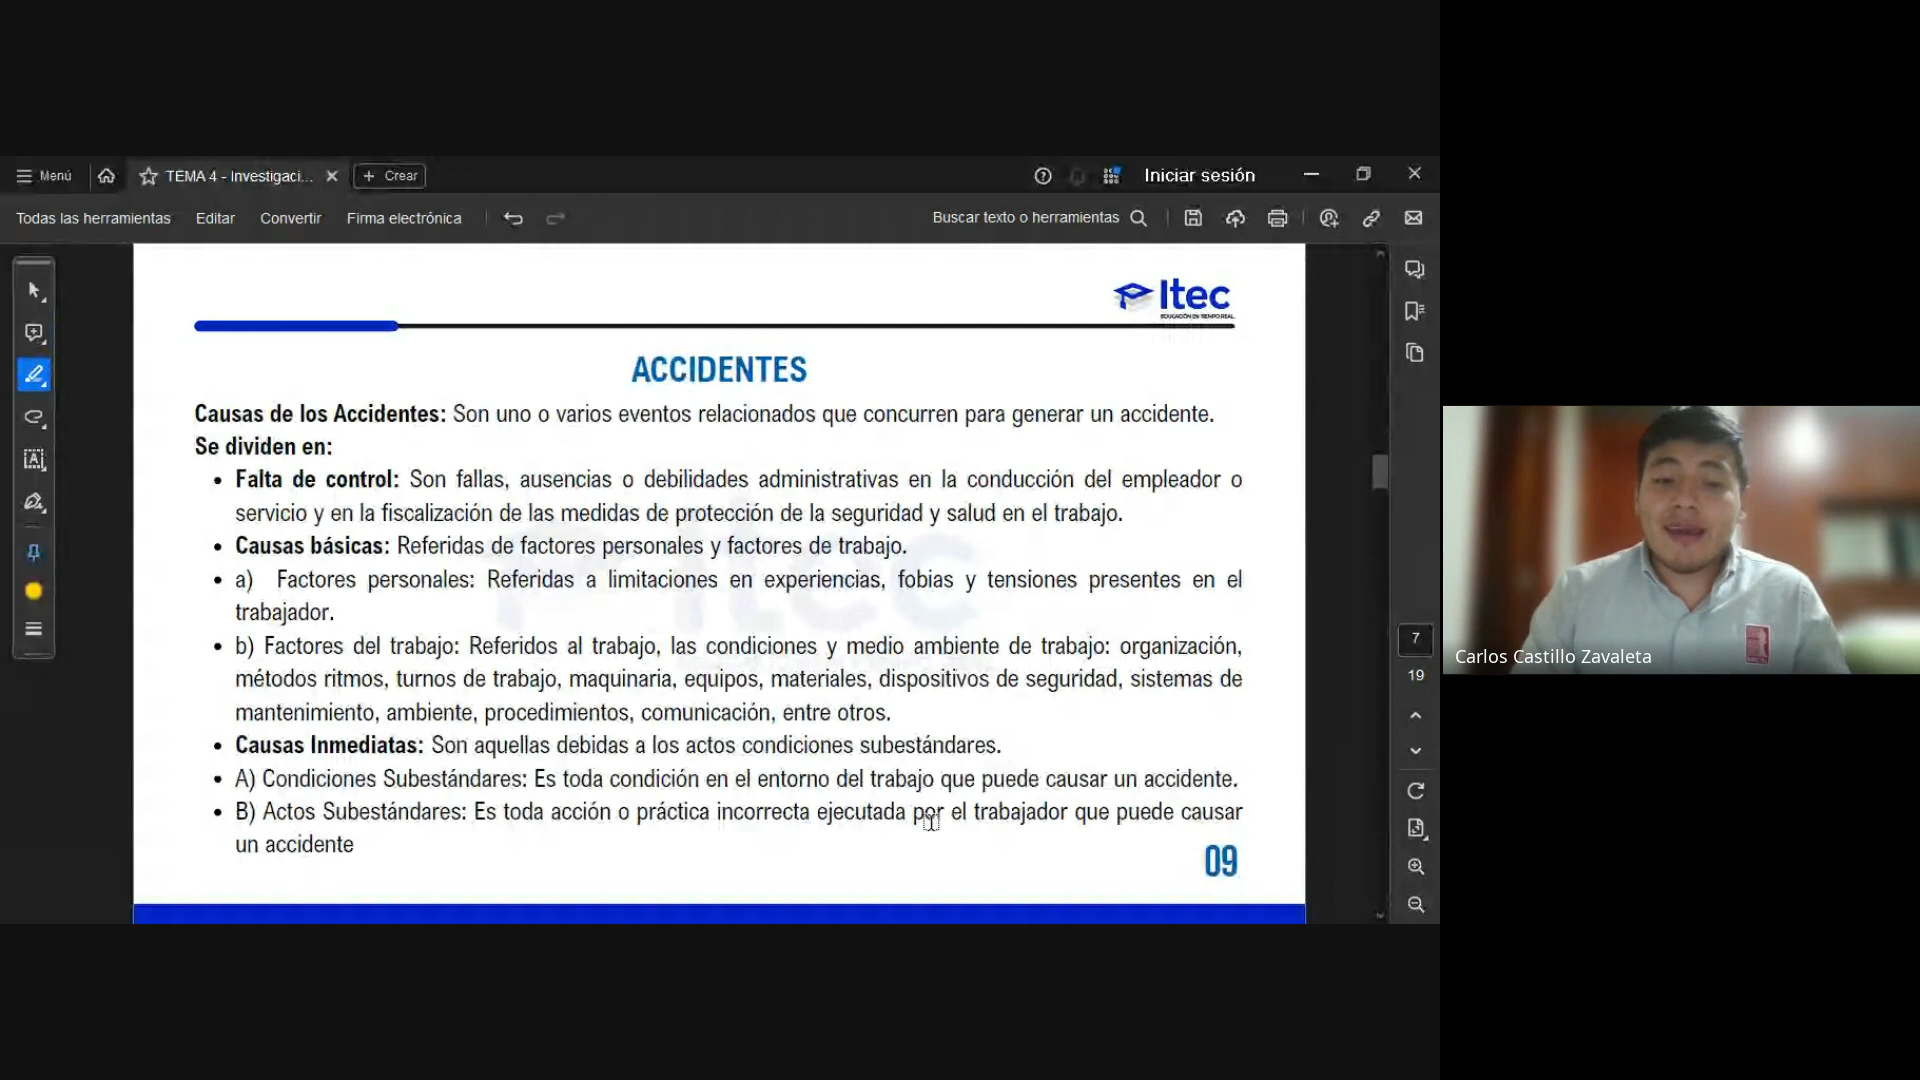 Menú
TEMA 4 - Investigaci...
Crear
Iniciar sesión
Todas las herramientas
Editar
Convertir
Firma electrónica
Buscar texto o herramientas
Itec
EDUCACIÓN EN TIEMPO REAL
ACCIDENTES
Causas de los Accidentes: Son uno o varios eventos relacionados que concurren para generar un accidente.
Se dividen en:
• Falta de control: Son fallas, ausencias o debilidades administrativas en la conducción del empleador o
servicio y en la fiscalización de las medidas de protección de la seguridad y salud en el trabajo.
• Causas básicas: Referidas de factores personales y factores de trabajo.
• a) Factores personales: Referidas a limitaciones en experiencias, fobias y tensiones presentes en el
trabajador.
• b) Factores del trabajo: Referidos al trabajo, las condiciones y medio ambiente de trabajo: organización,
métodos ritmos, turnos de trabajo, maquinaria, equipos, materiales, dispositivos de seguridad, sistemas de
mantenimiento, ambiente, procedimientos, comunicación, entre otros.
• Causas Inmediatas: Son aquellas debidas a los actos condiciones subestándares.
• A) Condiciones Subestándares: Es toda condición en el entorno del trabajo que puede causar un accidente.
• B) Actos Subestándares: Es toda acción o práctica incorrecta ejecutada por el trabajador que puede causar
un accidente
09
7
19
Carlos Castillo Zavaleta